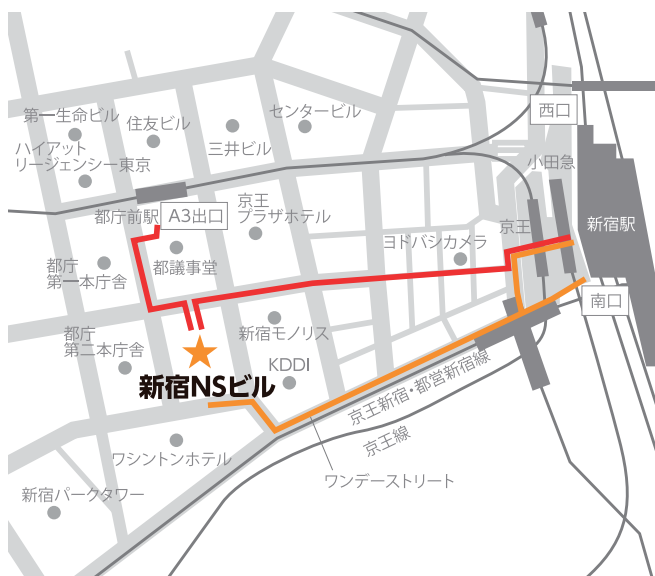 第一生命ビル
住友ビル
センタービル
西口
ハイアット
リージェンシー東京
三井ビル
小田急
都庁前駅
A3出口
京王
プラザホテル
京王
新宿駅
都議事堂
ヨドバシカメラ
都庁
第一本庁舎
南口
都庁
第二本庁舎
新宿モノリス
KDDI
新宿NSビル
京王新宿・都営新宿線
京王線
ワシントンホテル
ワンデーストリート
新宿パークタワー